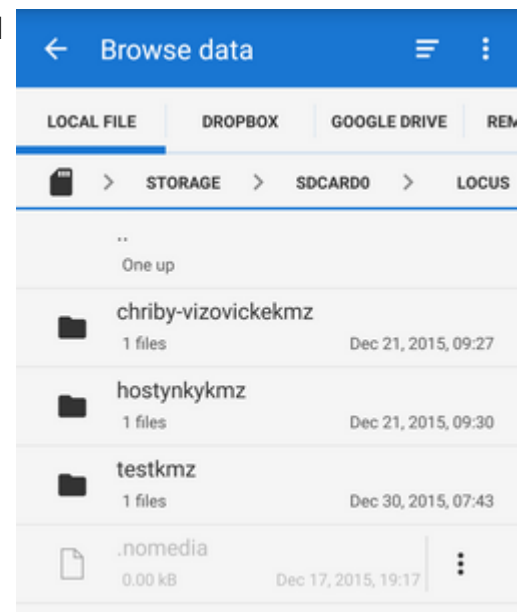 Browse data
LOCAL FILE DROPBOX GOOGLE DRIVE REM
> STORAGE > SDCARD0 > LOCUS
..
One up
chriby-vizovickekmz
1 files Dec 21, 2015, 09:27
hostynkykmz
1 files Dec 21, 2015, 09:30
testkmz
1 files Dec 30, 2015, 07:43
.nomedia
0.00 kB Dec 17, 2015, 19:17